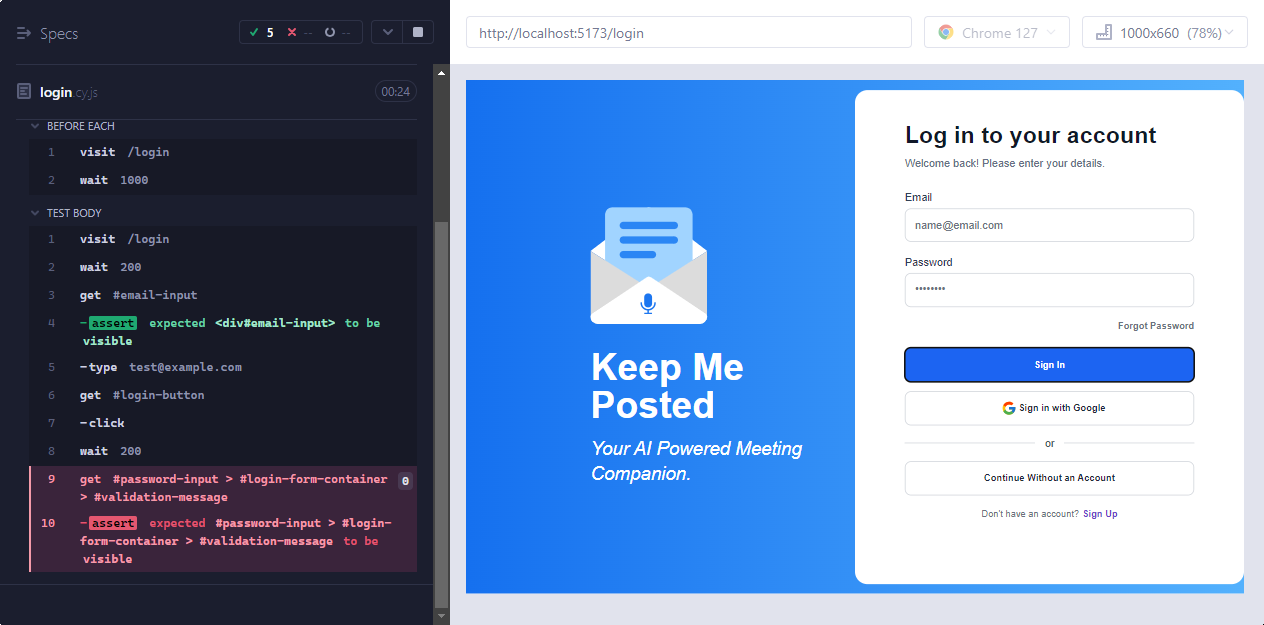 Specs
5
--
--
http://localhost:5173/login
Chrome 127
1000x660 (78%)
login.cy.js
00:24
BEFORE EACH
1 visit /login
2 wait 1000
TEST BODY
1 visit /login
2 wait 200
3 get #email-input
4 -assert expected <div#email-input> to be
visible
5 -type test@example.com
6 get #login-button
7 -click
8 wait 200
9 get #password-input > #login-form-container 0
> #validation-message
10 -assert expected #password-input > #login-
form-container > #validation-message to be
visible
Keep Me
Posted
Your AI Powered Meeting
Companion.
Log in to your account
Welcome back! Please enter your details.
Email
name@email.com
Password
••••••••
Forgot Password
Sign In
Sign in with Google
or
Continue Without an Account
Don't have an account? Sign Up